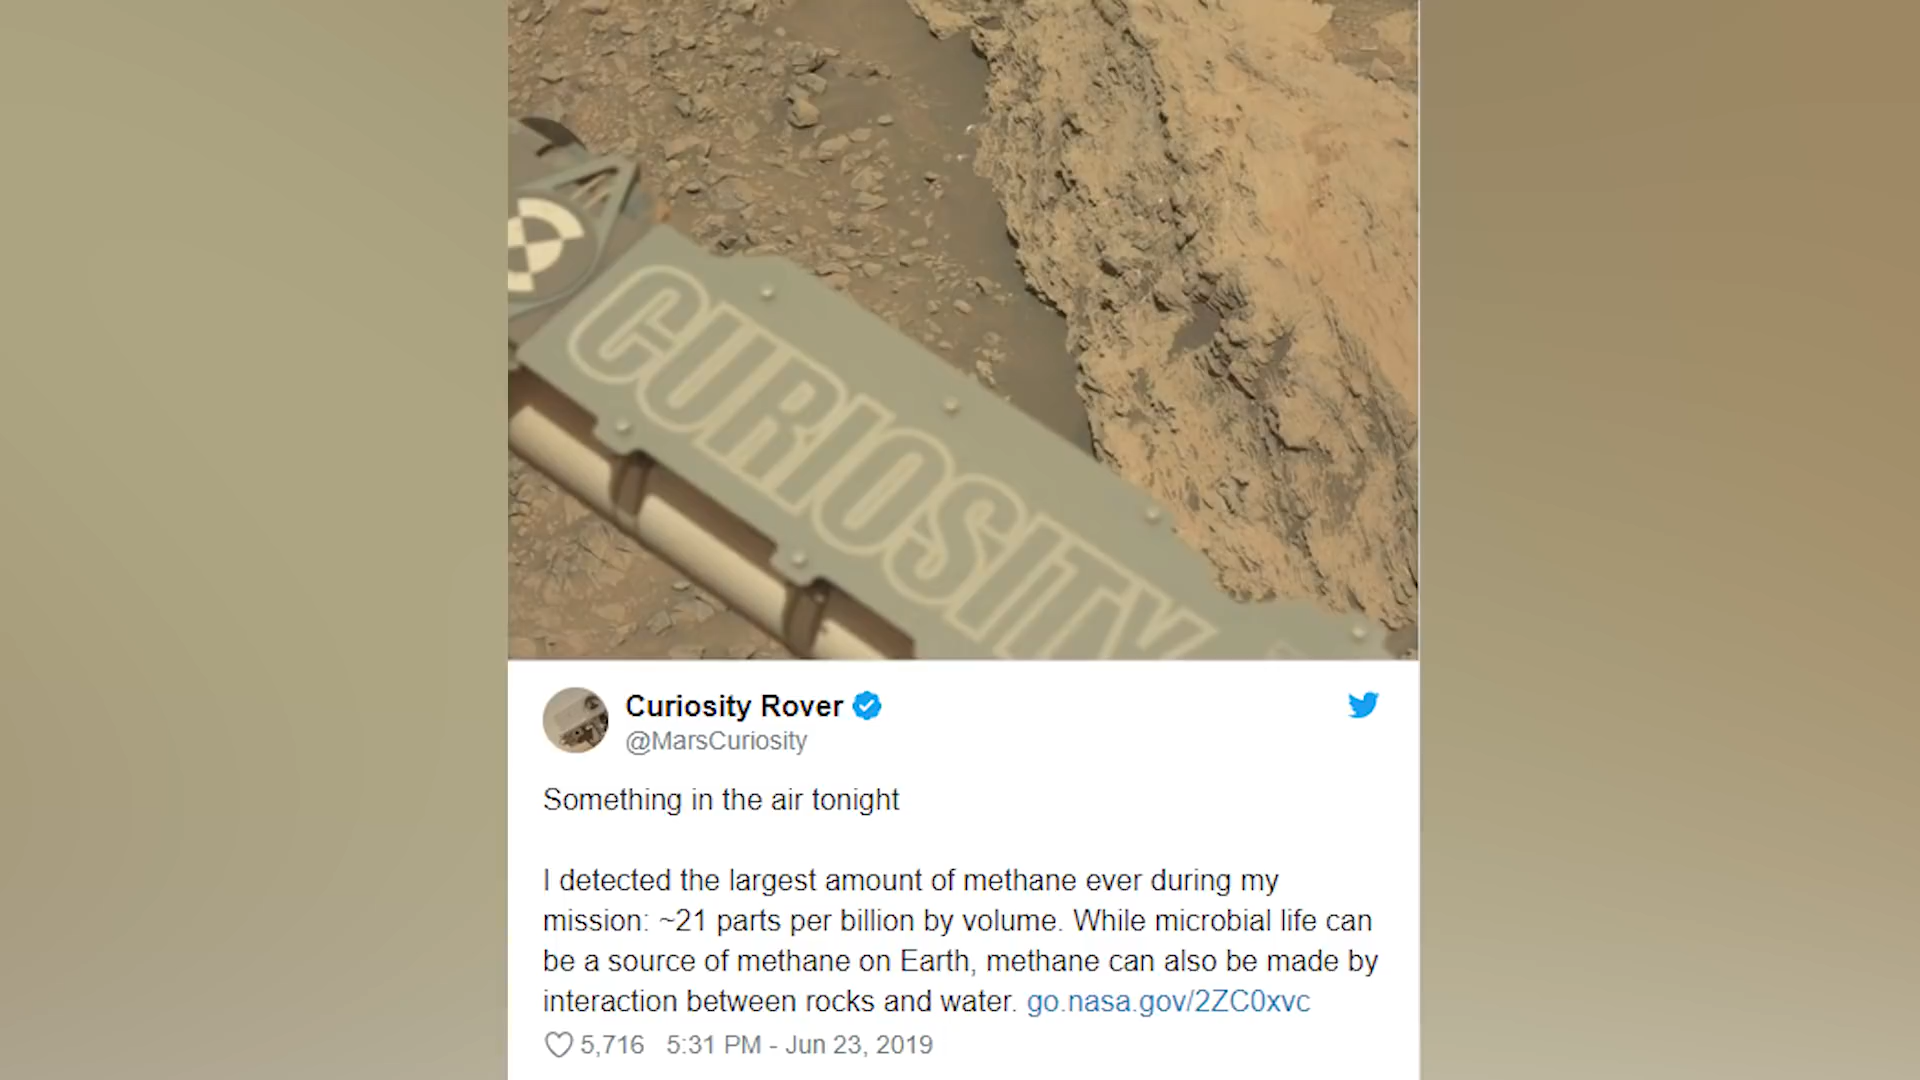 CURIOSITY
Curiosity Rover
@MarsCuriosity
Something in the air tonight
I detected the largest amount of methane ever during my
mission: ~21 parts per billion by volume. While microbial life can
be a source of methane on Earth, methane can also be made by
interaction between rocks and water. go.nasa.gov/2ZC0xvc
5,716 5:31 PM - Jun 23, 2019